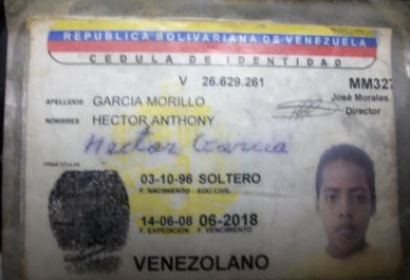 REPUBLICA BOLIVARIANA DE VENEZUELA
CEDULA DE IDENTIDAD
V 26.629.261
MM327
APELLIDOS GARCIA MORILLO
José Morales
NOMBRES HECTOR ANTHONY
Director
Hector Garcia
FIRMA TITULAR
03-10-96 SOLTERO
F. NACIMIENTO EDO CIVIL
14-06-08 06-2018
F. EXPEDICION F. VENCIMIENTO
VENEZOLANO